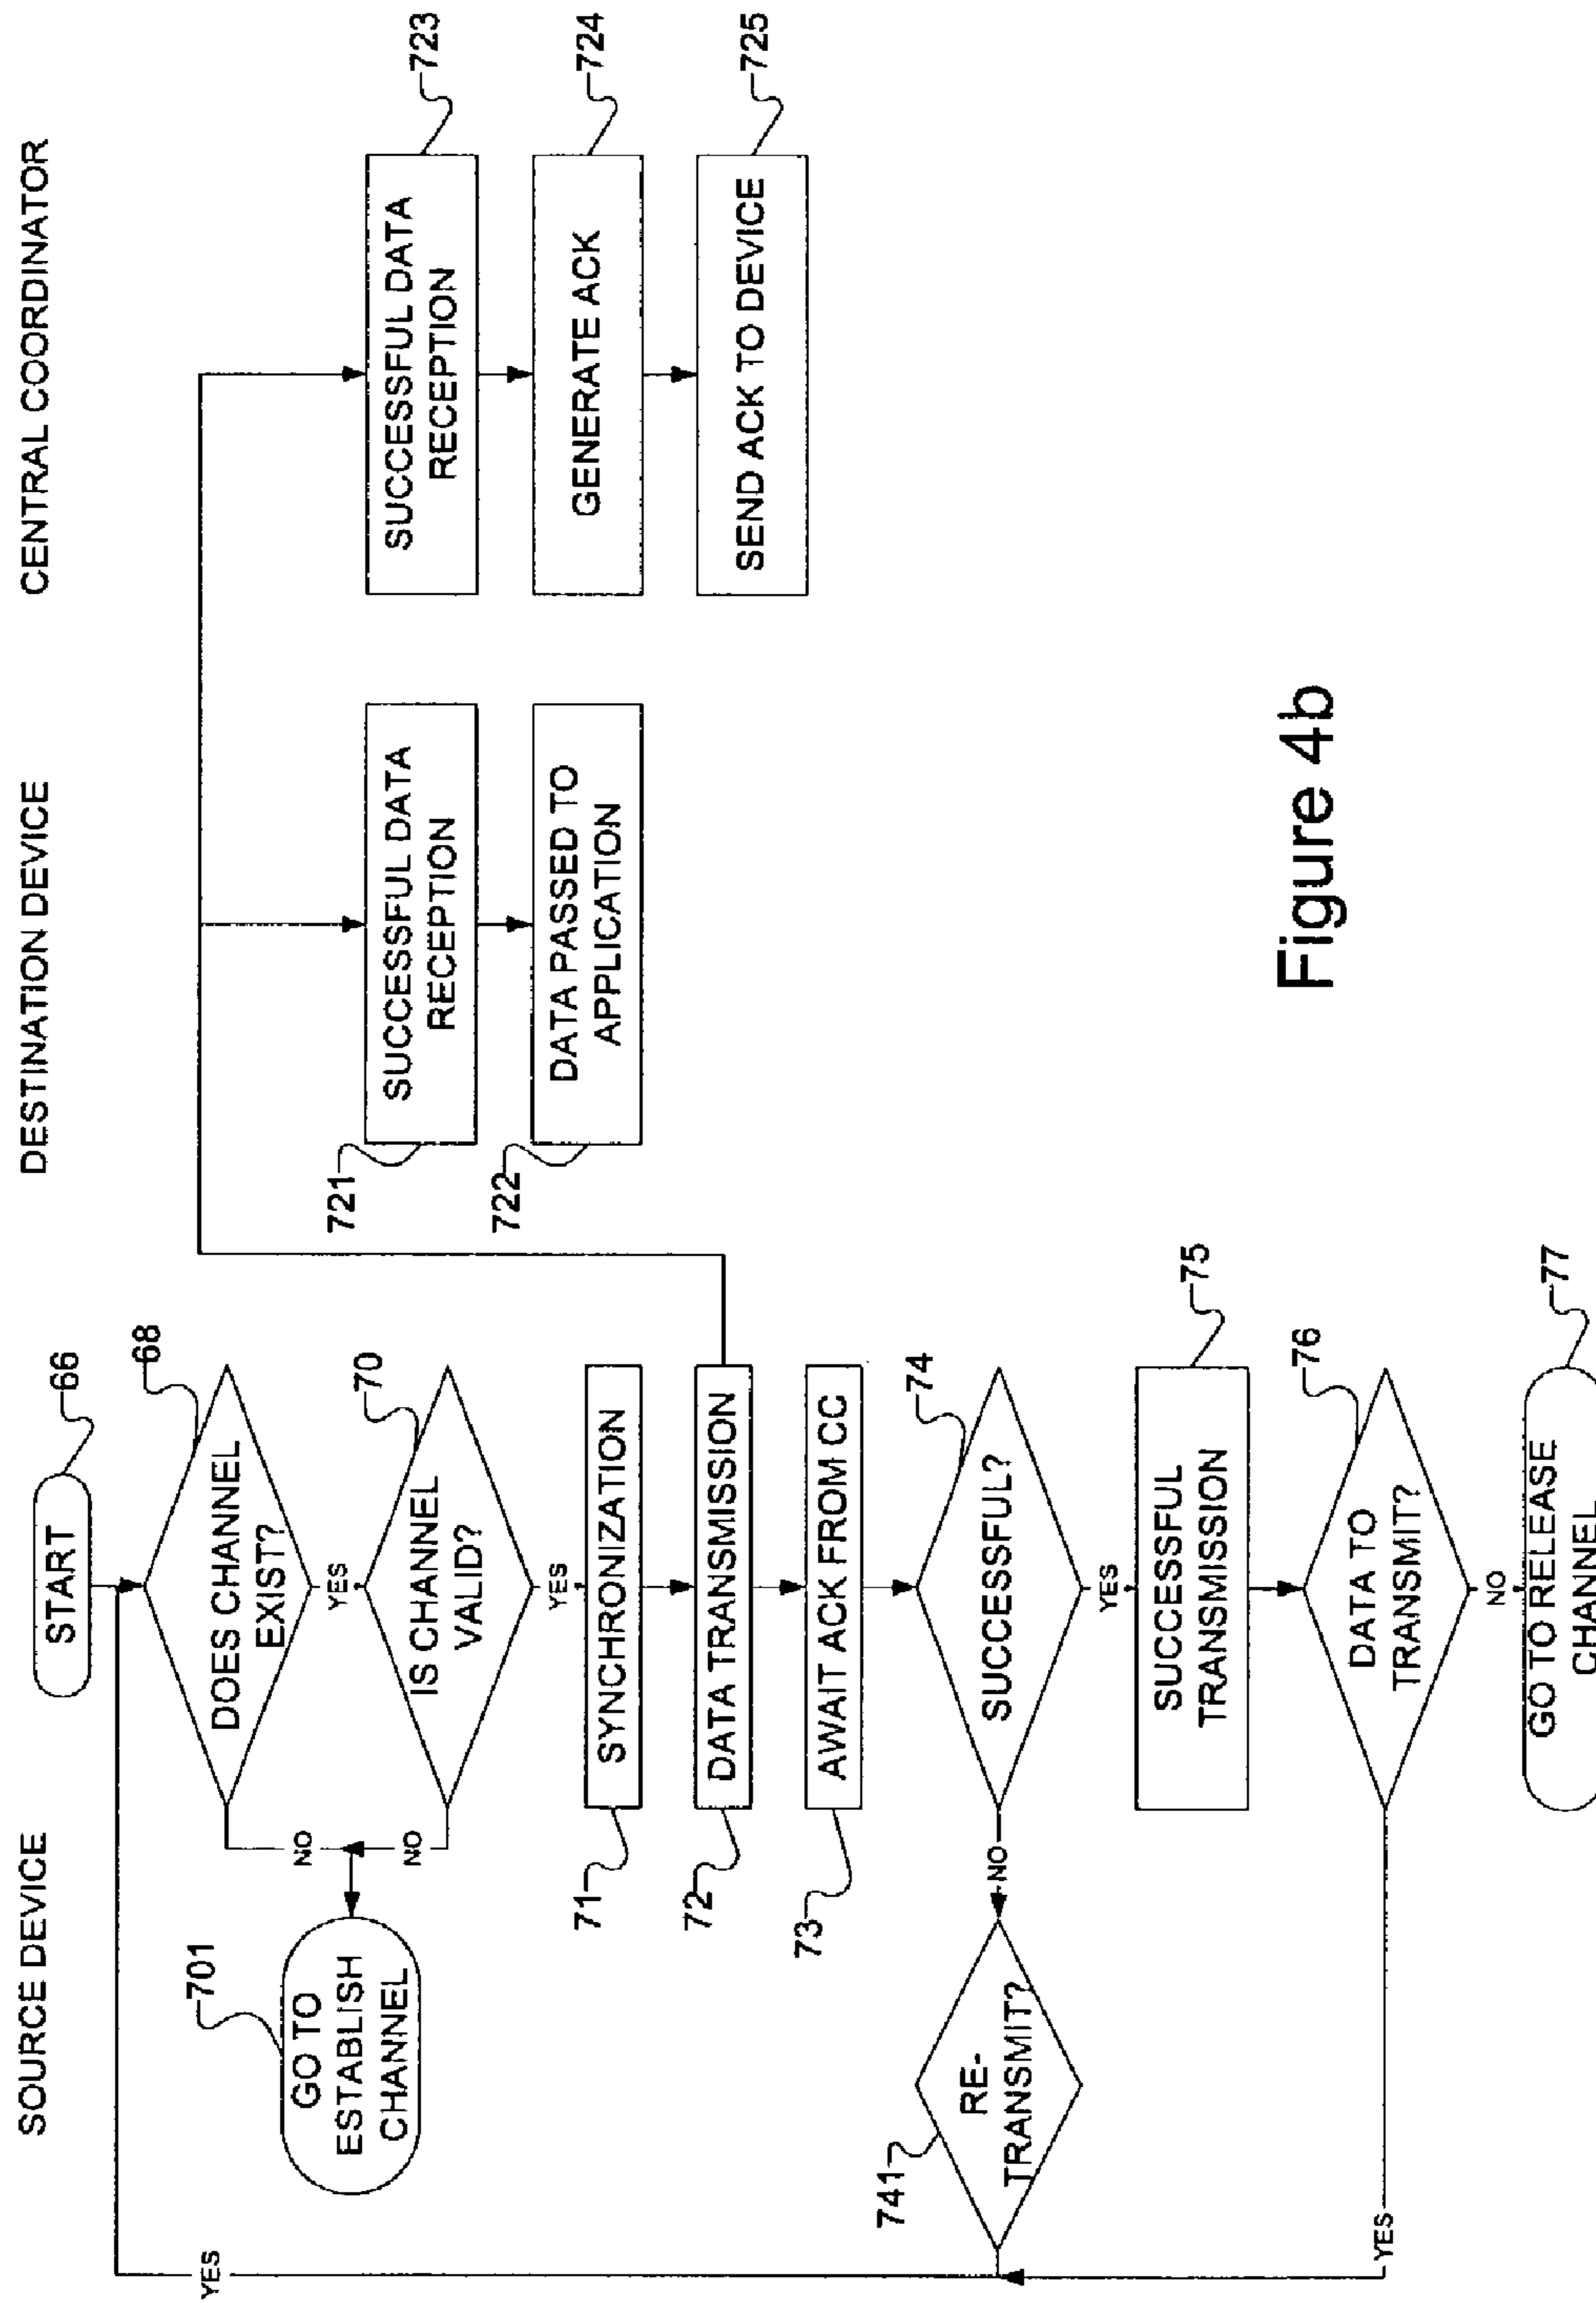 SOURCE DEVICE
DESTINATION DEVICE
CENTRAL COORDINATOR
START
66
DOES CHANNEL
EXIST?
68
NO
YES
GO TO
ESTABLISH
CHANNEL
701
IS CHANNEL
VALID?
70
NO
YES
SYNCHRONIZATION
71
DATA TRANSMISSION
72
AWAIT ACK FROM CC
73
SUCCESSFUL?
74
NO
YES
RE-
TRANSMIT?
741
YES
SUCCESSFUL
TRANSMISSION
75
DATA TO
TRANSMIT?
76
YES
NO
GO TO RELEASE
CHANNEL
77
SUCCESSFUL DATA
RECEPTION
721
DATA PASSED TO
APPLICATION
722
SUCCESSFUL DATA
RECEPTION
723
GENERATE ACK
724
SEND ACK TO DEVICE
725
Figure 4b